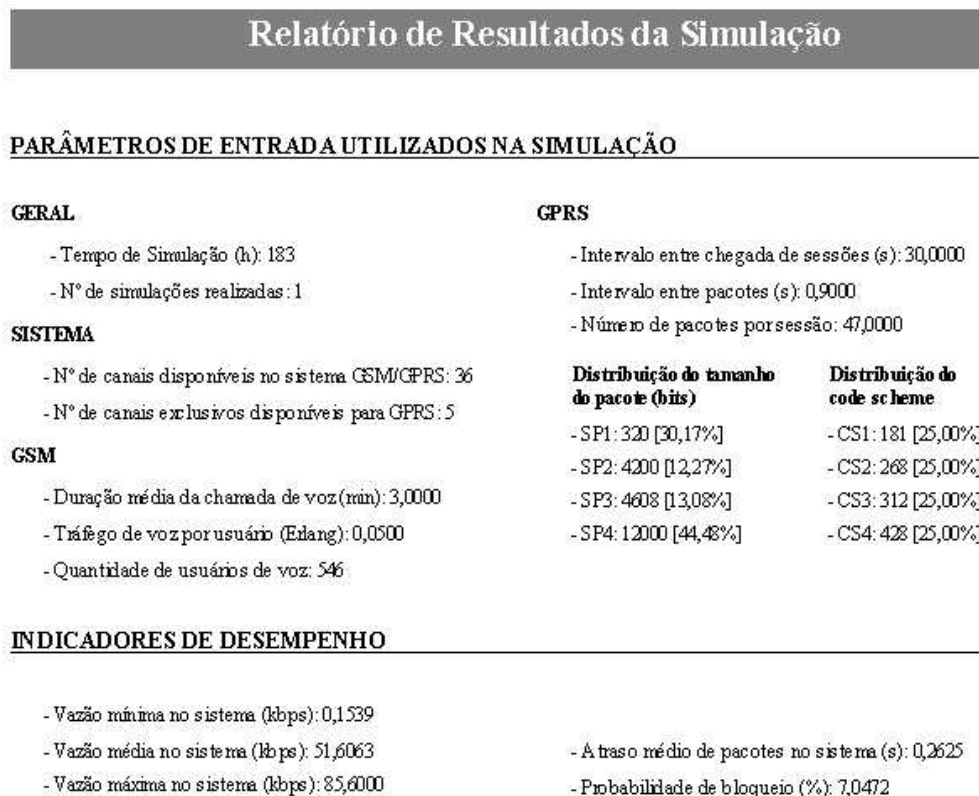 Relatório de Resultados da Simulação
PARÂMETROS DE ENTRADA UTILIZADOS NA SIMULAÇÃO
GERAL
- Tempo de Simulação (h): 183
- N° de simulações realizadas: 1
SISTEMA
- N° de canais disponíveis no sistema GSM/GPRS: 36
- N° de canais exclusivos disponíveis para GPRS: 5
GSM
- Duração média da chamada de voz (min): 3,0000
- Tráfego de voz por usuário (Erlang): 0,0500
- Quantidade de usuários de voz: 546
GPRS
- Intervalo entre chegada de sessões (s): 30,0000
- Intervalo entre pacotes (s): 0,9000
- Número de pacotes por sessão: 47,0000
Distribuição do tamanho
do pacote (bits)
- SP1: 320 [30,17%]
- SP2: 4200 [12,27%]
- SP3: 4608 [13,08%]
- SP4: 12000 [44,48%]
Distribuição do
code scheme
- CS1: 181 [25,00%]
- CS2: 268 [25,00%]
- CS3: 312 [25,00%]
- CS4: 428 [25,00%]
INDICADORES DE DESEMPENHO
- Vazão mínima no sistema (kbps): 0,1539
- Vazão média no sistema (kbps): 51,6063
- Vazão máxima no sistema (kbps): 85,6000
- Atraso médio de pacotes no sistema (s): 0,2625
- Probabilidade de bloqueio (%): 7,0472